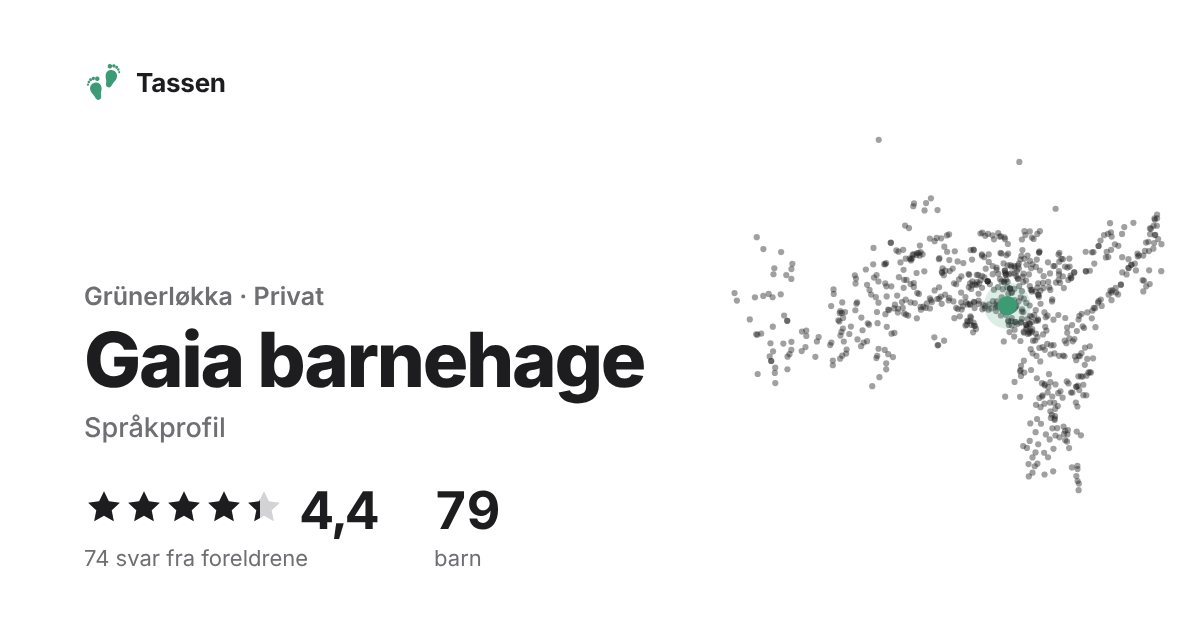 Tassen
Grünerløkka · Privat
Gaia barnehage
Språkprofil
4,4
74 svar fra foreldrene
79
barn